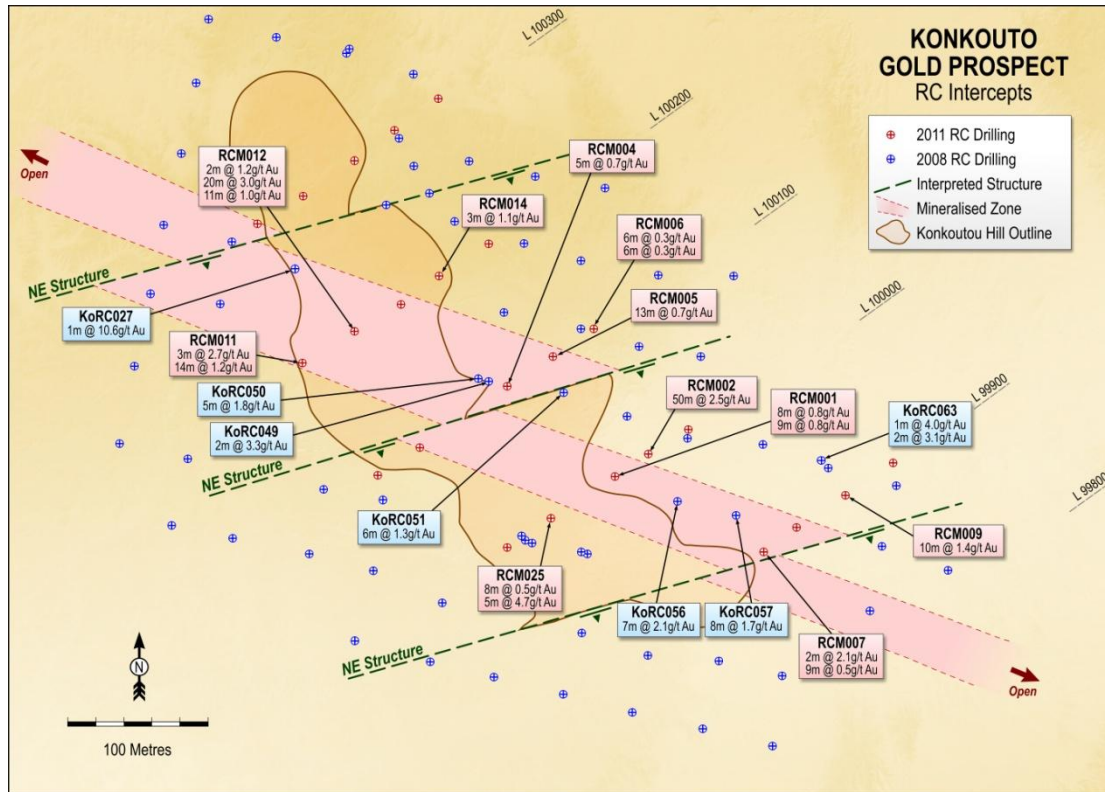 KONKOUTO
GOLD PROSPECT
RC Intercepts
2011 RC Drilling
2008 RC Drilling
Interpreted Structure
Mineralised Zone
Konkoutou Hill Outline
L 100300
L 100200
L 100100
L 100000
L 99900
L 99800
Open
RCM012
2m @ 1.2g/t Au
20m @ 3.0g/t Au
11m @ 1.0g/t Au
RCM004
5m @ 0.7g/t Au
RCM014
3m @ 1.1g/t Au
RCM006
6m @ 0.3g/t Au
6m @ 0.3g/t Au
RCM005
13m @ 0.7g/t Au
NE Structure
KoRC027
1m @ 10.6g/t Au
RCM011
3m @ 2.7g/t Au
14m @ 1.2g/t Au
KoRC050
5m @ 1.8g/t Au
KoRC049
2m @ 3.3g/t Au
RCM002
50m @ 2.5g/t Au
RCM001
8m @ 0.8g/t Au
9m @ 0.8g/t Au
KoRC063
1m @ 4.0g/t Au
2m @ 3.1g/t Au
NE Structure
KoRC051
6m @ 1.3g/t Au
RCM009
10m @ 1.4g/t Au
RCM025
8m @ 0.5g/t Au
5m @ 4.7g/t Au
KoRC056
7m @ 2.1g/t Au
KoRC057
8m @ 1.7g/t Au
RCM007
2m @ 2.1g/t Au
9m @ 0.5g/t Au
NE Structure
Open
N
100 Metres